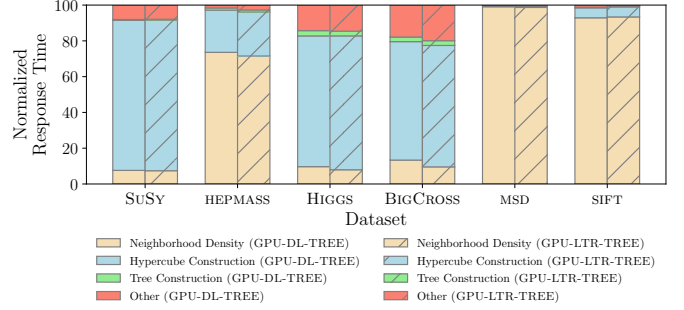 100
80
60
40
20
0
Normalized
Response Time
SUSY HEPMASS HIGGS BIGCROSS MSD SIFT
Dataset
Neighborhood Density (GPU-DL-TREE) Neighborhood Density (GPU-LTR-TREE)
Hypercube Construction (GPU-DL-TREE) Hypercube Construction (GPU-LTR-TREE)
Tree Construction (GPU-DL-TREE) Tree Construction (GPU-LTR-TREE)
Other (GPU-DL-TREE) Other (GPU-LTR-TREE)